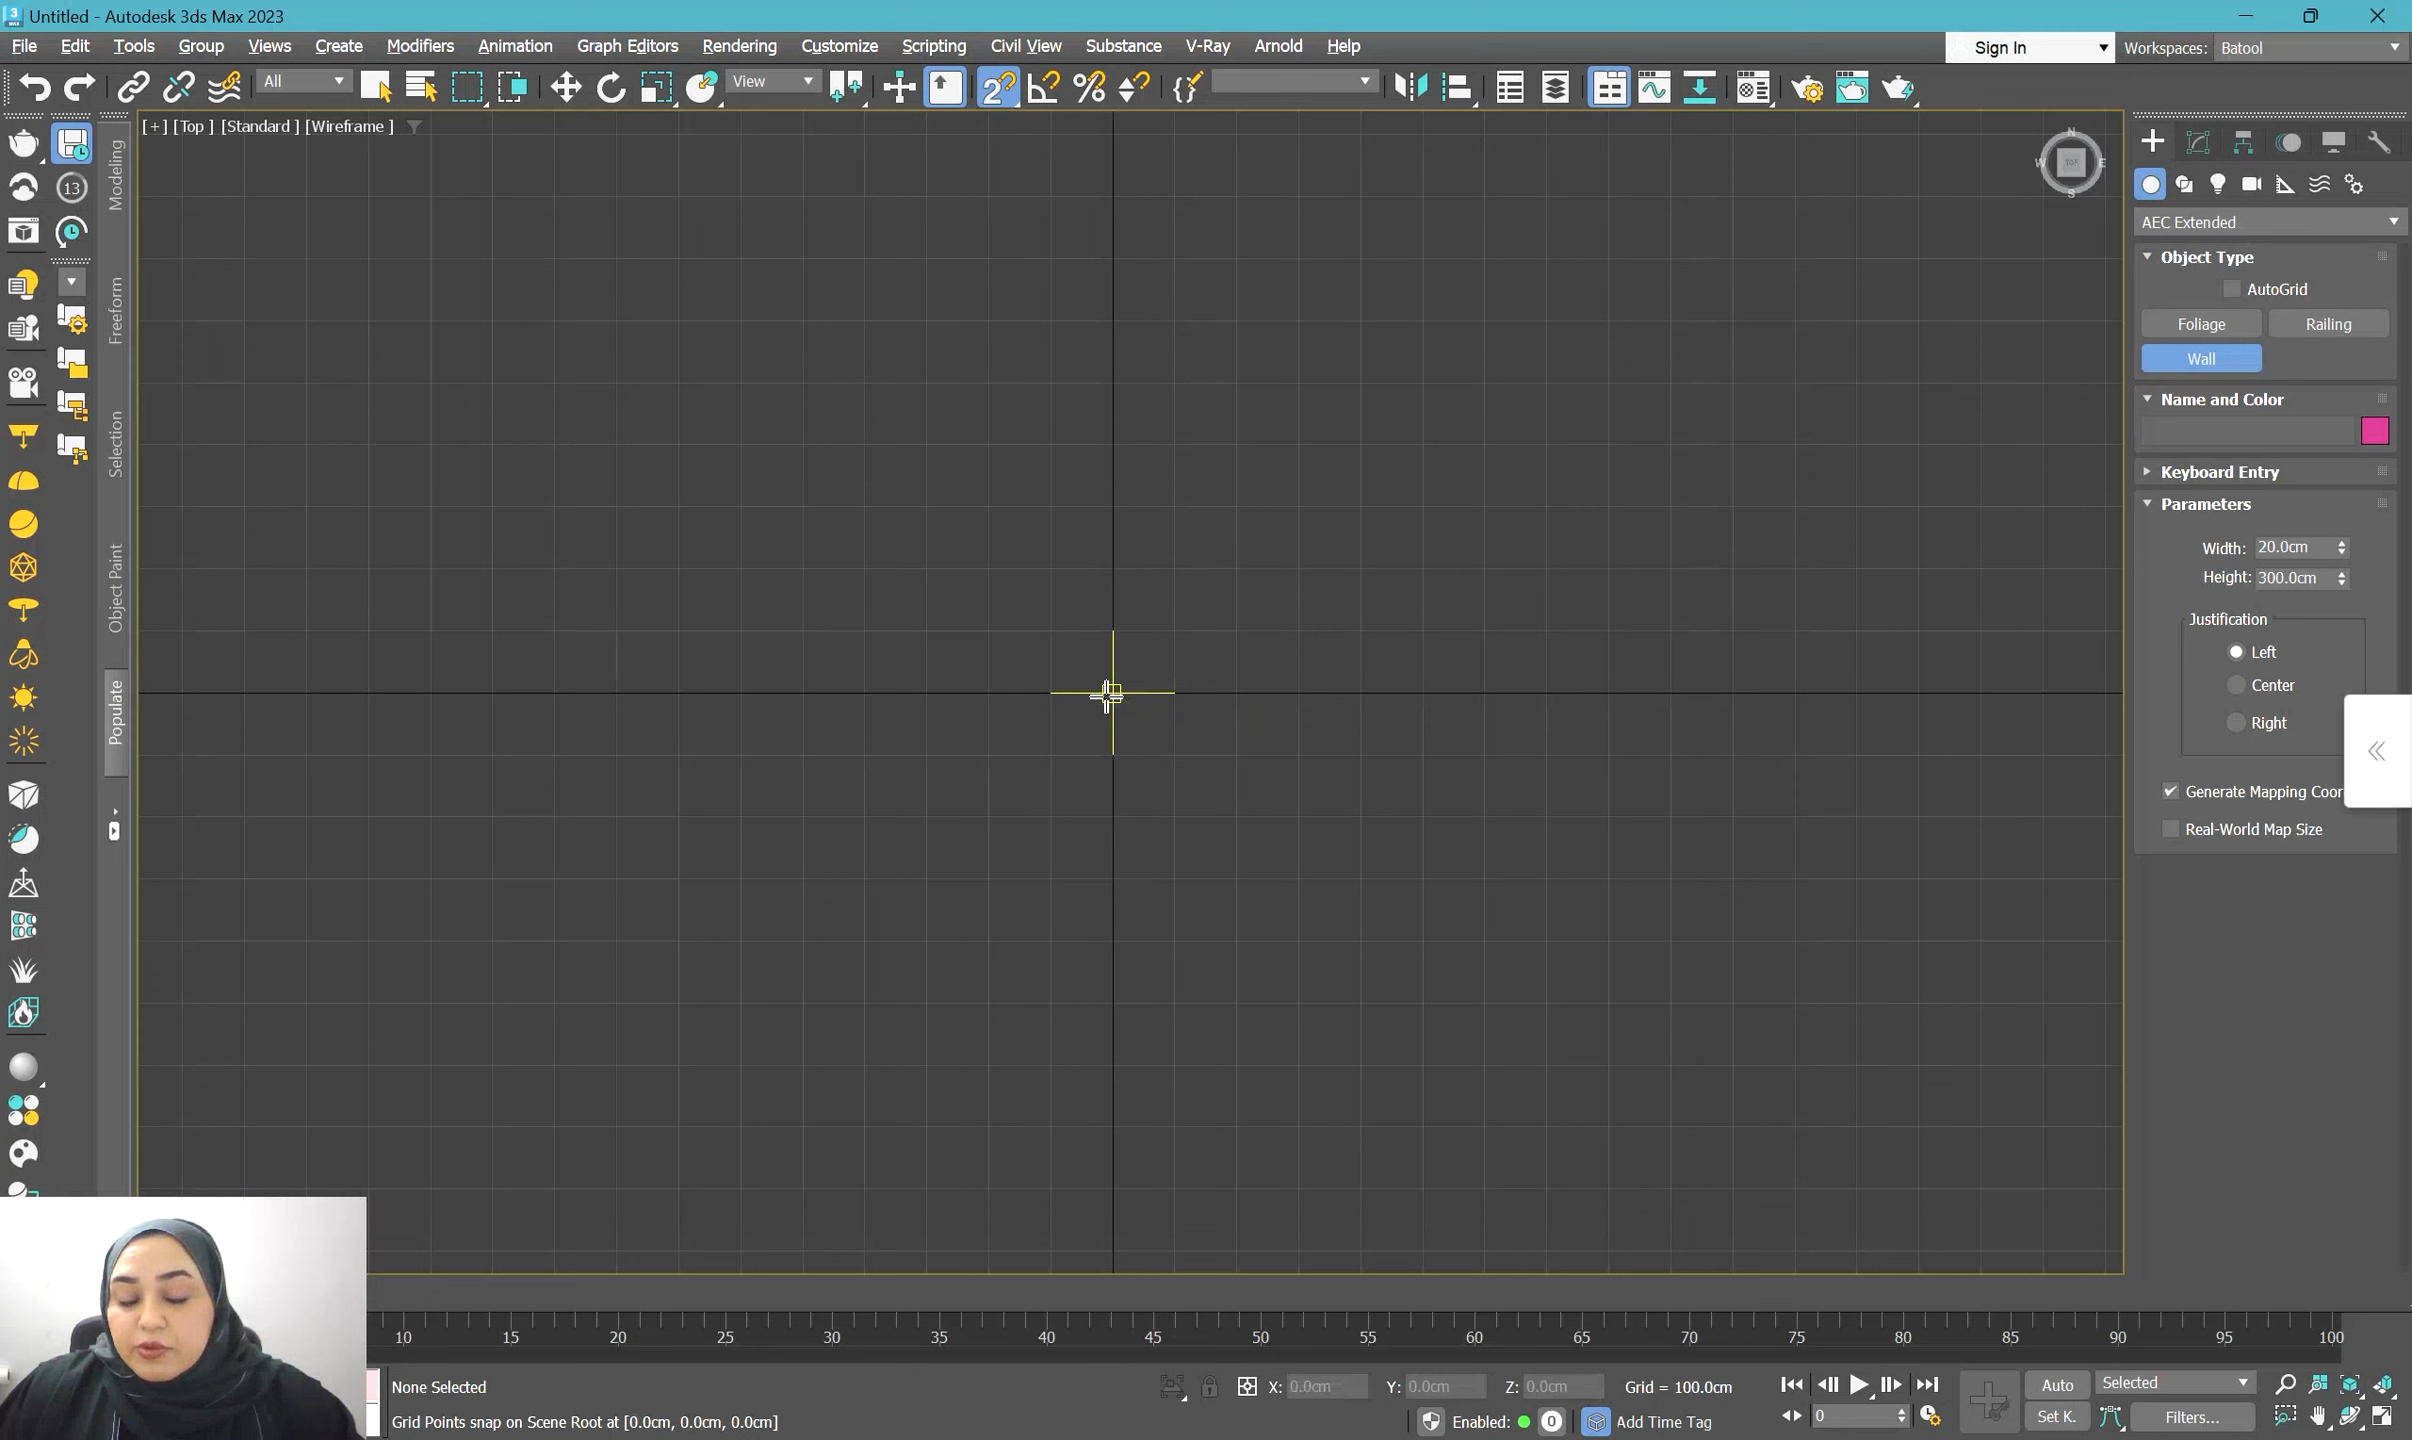 Untitled - Autodesk 3ds Max 2023
File Edit Tools Group Views Create Modifiers Animation Graph Editors Rendering Customize Scripting Civil View Substance V-Ray Arnold Help
Sign In Workspaces: Batool
All View
[+] [Top ] [Standard ] [Wireframe ]
N
W TOP E
S
13
Modeling
Freeform
Selection
Object Paint
Populate
AEC Extended
Object Type
AutoGrid
Foliage Railing
Wall
Name and Color
Keyboard Entry
Parameters
Width: 20.0cm
Height: 300.0cm
Justification
Left
Center
Right
Generate Mapping Coor
Real-World Map Size
10 15 20 25 30 35 40 45 50 55 60 65 70 75 80 85 90 95 100
None Selected
X: 0.0cm Y: 0.0cm Z: 0.0cm Grid = 100.0cm
Auto Selected
Grid Points snap on Scene Root at [0.0cm, 0.0cm, 0.0cm]
Enabled: 0 Add Time Tag
0
Set K. Filters...